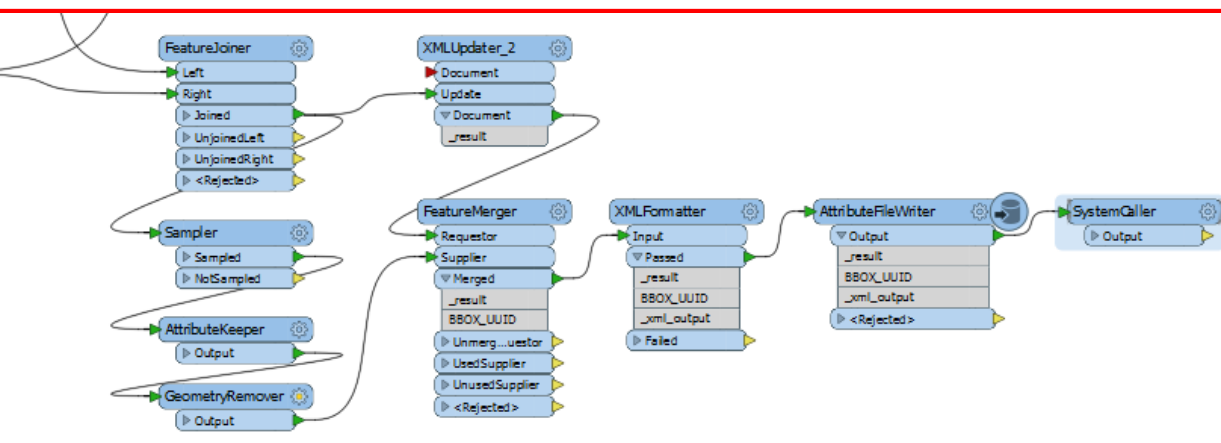 FeatureJoiner
Left
Right
Joined
UnjoinedLeft
UnjoinedRight
<Rejected>
XMLUpdater_2
Document
Update
Document
_result
Sampler
Sampled
NotSampled
AttributeKeeper
Output
GeometryRemover
Output
FeatureMerger
Requestor
Supplier
Merged
_result
BBOX_UUID
Unmerg...uestor
UsedSupplier
UnusedSupplier
<Rejected>
XMLFormatter
Input
Passed
_result
BBOX_UUID
_xml_output
Failed
AttributeFileWriter
Output
_result
BBOX_UUID
_xml_output
<Rejected>
SystemCaller
Output